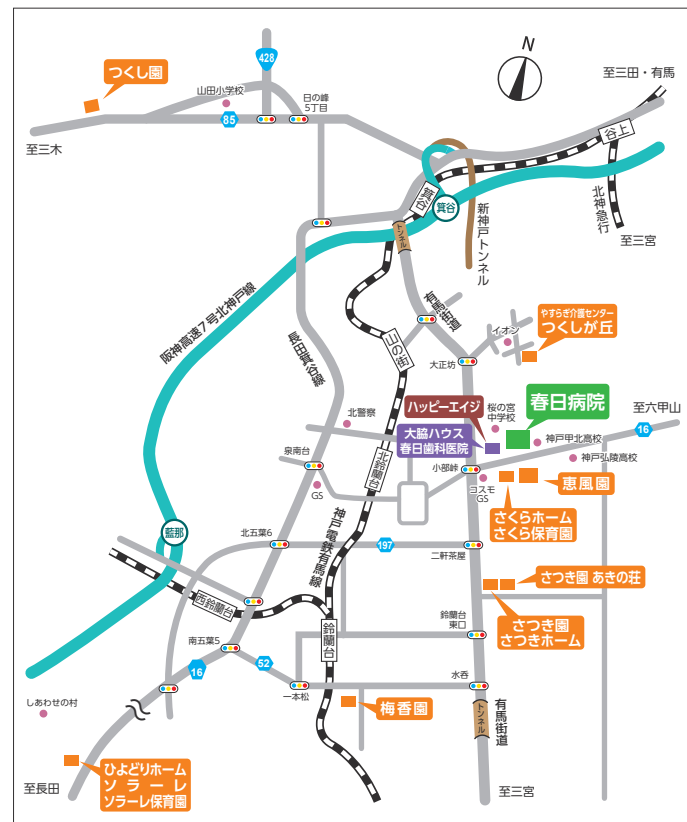 N
至三田・有馬
428
つくし園
山田小学校
日の峰
5丁目
85
至三木
谷上
箕谷
箕谷
北神急行
至三宮
新神戸トンネル
トンネル
阪神高速7号北神戸線
長田箕谷線
有馬街道
山の街
イオン
やすらぎ介護センター
つくしが丘
大正坊
ハッピーエイジ
桜の宮
中学校
春日病院
至六甲山
16
北警察
大脇ハウス
春日歯科医院
神戸甲北高校
神戸弘陵高校
泉南台
北鈴蘭台
小部峠
GS
コスモ
GS
恵風園
さくらホーム
さくら保育園
藍那
北五葉6
神戸電鉄有馬線
197
二軒茶屋
西鈴蘭台
さつき園 あきの荘
さつき園
さつきホーム
鈴蘭台
鈴蘭台
東口
南五葉5
16
52
一本松
水呑
しあわせの村
梅香園
トンネル
有馬街道
ひよどりホーム
ソラーレ
ソラーレ保育園
至長田
至三宮